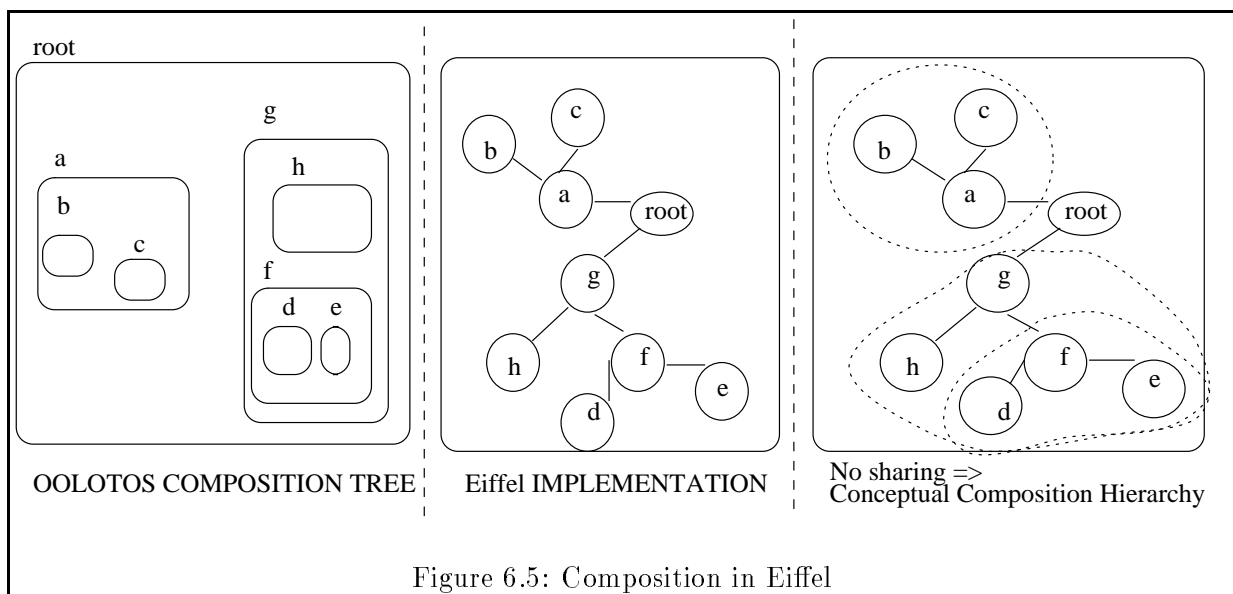 root
g
a
h
b
c
f
d e
OOLOTOS COMPOSITION TREE
c
b
a
root
g
h
f
e
d
Eiffel IMPLEMENTATION
c
b
a
root
g
h
f
e
d
No sharing =>
Conceptual Composition Hierarchy
Figure 6.5: Composition in Eiffel